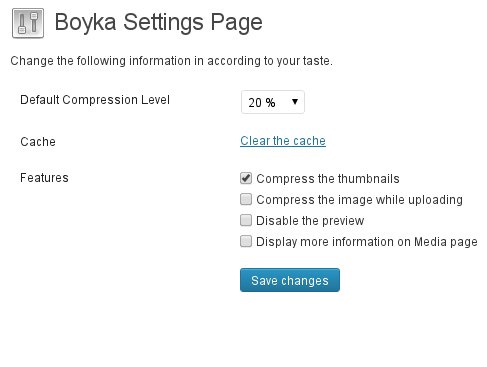 Boyka Settings Page
Change the following information in according to your taste.
Default Compression Level 20 %
Cache Clear the cache
Features Compress the thumbnails
Compress the image while uploading
Disable the preview
Display more information on Media page
Save changes